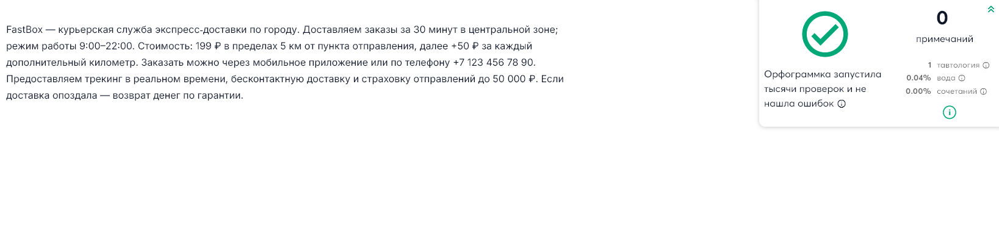 FastBox — курьерская служба экспресс-доставки по городу. Доставляем заказы за 30 минут в центральной зоне;
режим работы 9:00–22:00. Стоимость: 199 ₽ в пределах 5 км от пункта отправления, далее +50 ₽ за каждый
дополнительный километр. Заказать можно через мобильное приложение или по телефону +7 123 456 78 90.
Предоставляем трекинг в реальном времени, бесконтактную доставку и страховку отправлений до 50 000 ₽. Если
доставка опоздала — возврат денег по гарантии.
Орфограммка запустила
тысячи проверок и не
нашла ошибок
0
примечаний
1 тавтология
0.04% вода
0.00% сочетаний